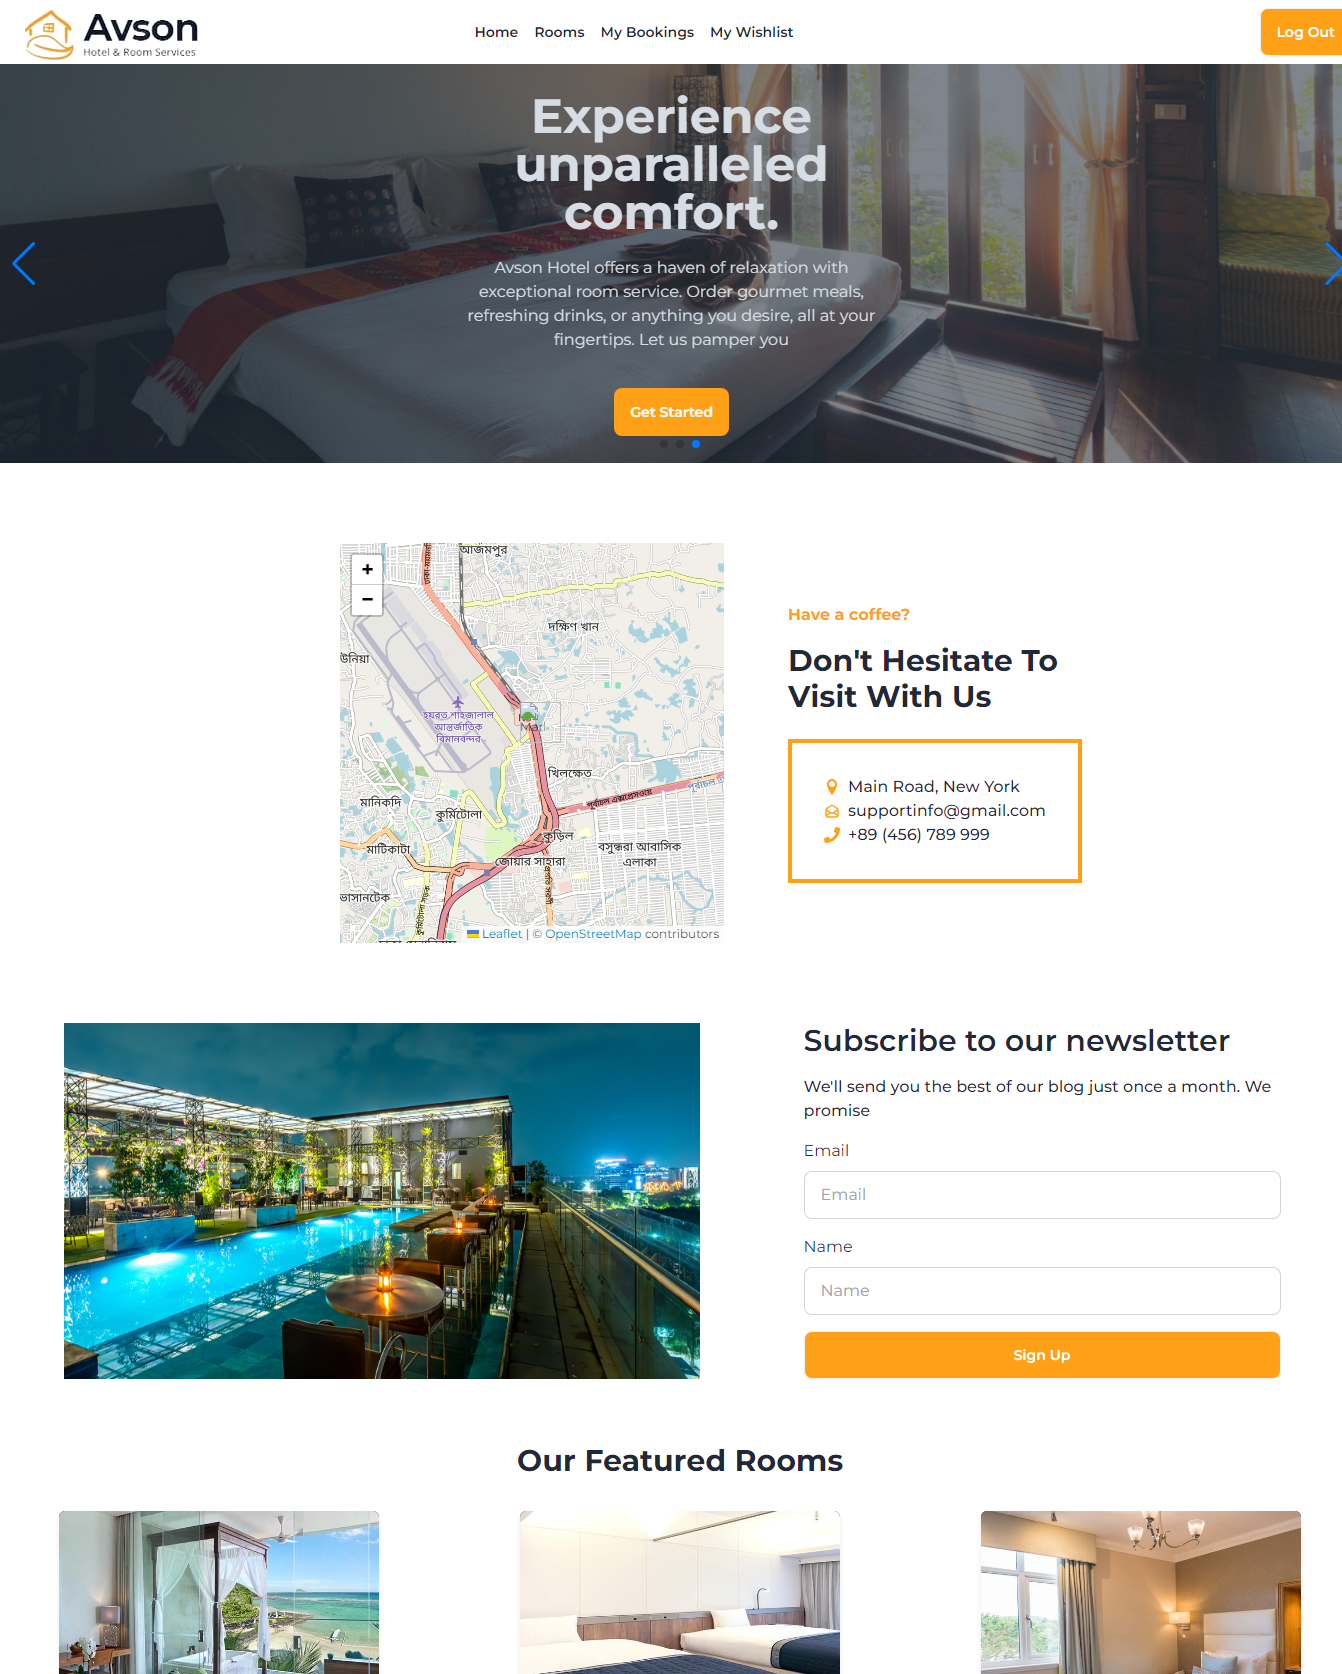 Avson
Hotel & Room Services
Home Rooms My Bookings My Wishlist
Log Out
Experience
unparalleled
comfort.
Avson Hotel offers a haven of relaxation with
exceptional room service. Order gourmet meals,
refreshing drinks, or anything you desire, all at your
fingertips. Let us pamper you
Get Started
+
−
আজমপুর
দক্ষিণ খান
উনিয়া
হযরত শাহজালাল
আন্তর্জাতিক
বিমানবন্দর
খিলক্ষেত
মানিকদি
কুর্মিটোলা
পূর্বাচল এক্সপ্রেসওয়ে
কুড়িল
মাটিকাটা
জোয়ার সাহারা
বসুন্ধরা আবাসিক
এলাকা
ভাসানটেক
কুর্মিটোলা সড়ক
Leaflet | © OpenStreetMap contributors
Have a coffee?
Don't Hesitate To
Visit With Us
Main Road, New York
supportinfo@gmail.com
+89 (456) 789 999
Subscribe to our newsletter
We'll send you the best of our blog just once a month. We
promise
Email
Email
Name
Name
Sign Up
Our Featured Rooms